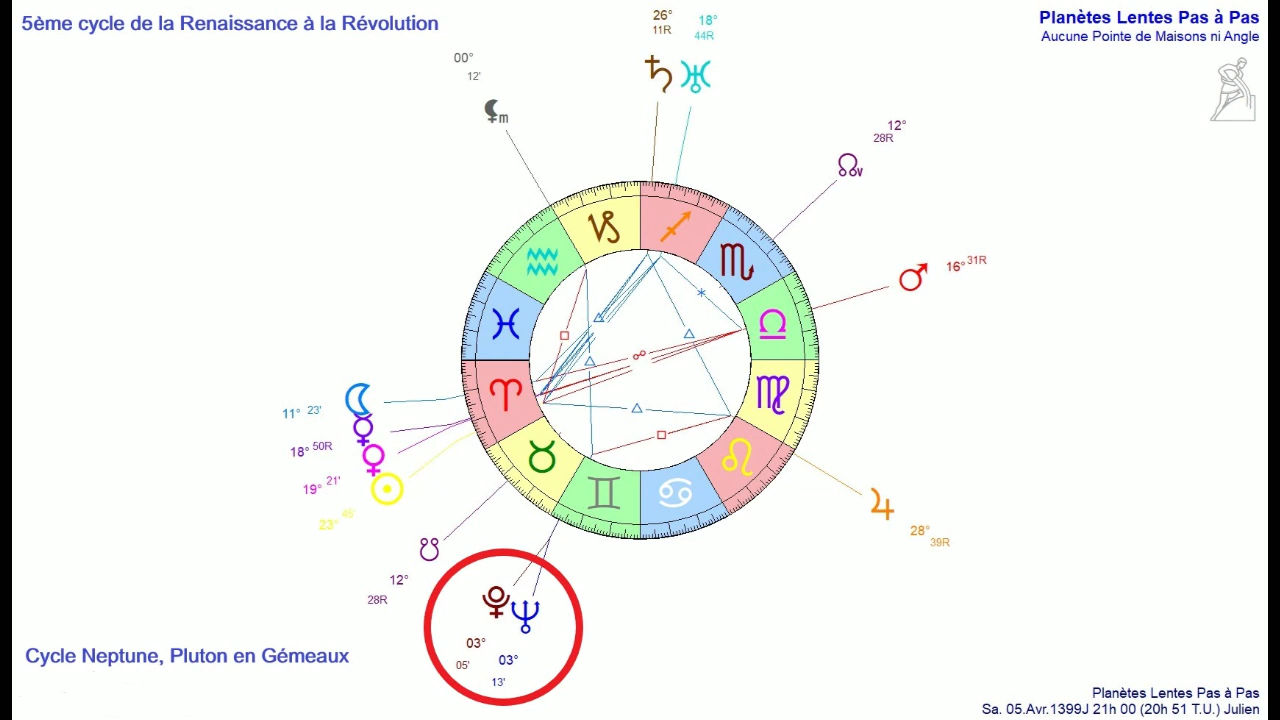 5ème cycle de la Renaissance à la Révolution
Planètes Lentes Pas à Pas
Aucune Pointe de Maisons ni Angle
26°
11R
18°
44R
00°
12'
m
12°
28R
V
16° 31R
11° 23'
18° 50R
19° 21'
23° 45'
28°
39R
12°
28R
03°
05'
03°
13'
Cycle Neptune, Pluton en Gémeaux
Planètes Lentes Pas à Pas
Sa. 05.Avr.1399J 21h 00 (20h 51 T.U.) Julien